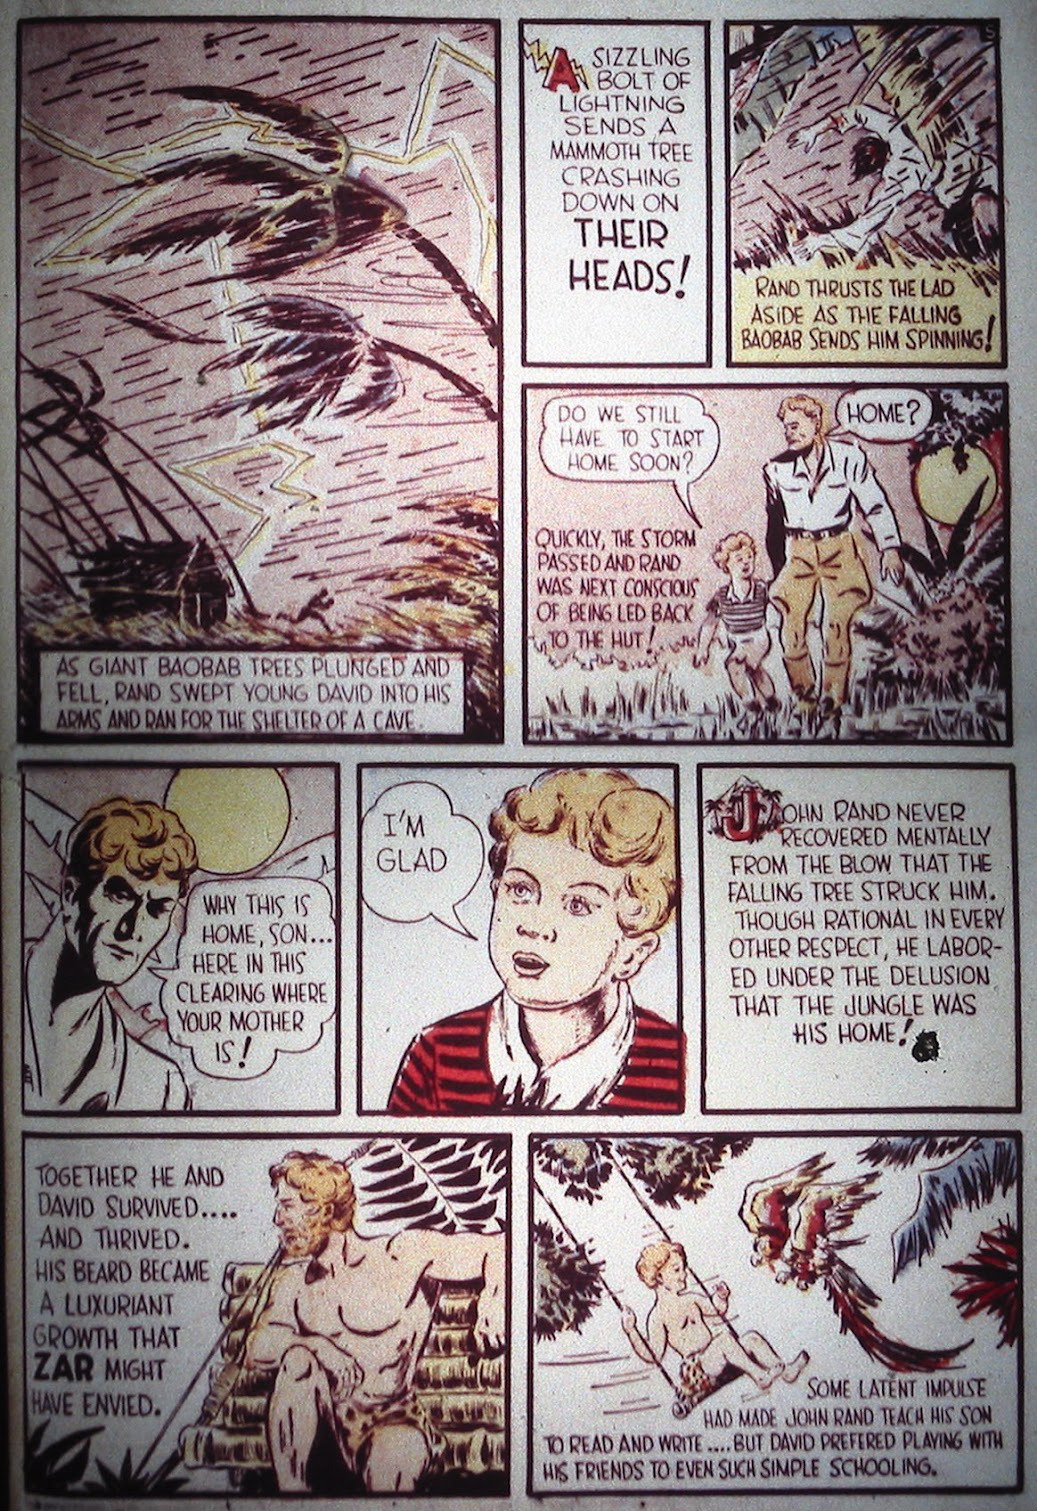 AS GIANT BAOBAB TREES PLUNGED AND
FELL, RAND SWEPT YOUNG DAVID INTO HIS
ARMS AND RAN FOR THE SHELTER OF A CAVE.
A SIZZLING
BOLT OF
LIGHTNING
SENDS A
MAMMOTH TREE
CRASHING
DOWN ON
THEIR
HEADS!
RAND THRUSTS THE LAD
ASIDE AS THE FALLING
BAOBAB SENDS HIM SPINNING!
DO WE STILL
HAVE TO START
HOME SOON?
HOME?
QUICKLY, THE STORM
PASSED AND RAND
WAS NEXT CONSCIOUS
OF BEING LED BACK
TO THE HUT!
WHY THIS IS
HOME, SON...
HERE IN THIS
CLEARING WHERE
YOUR MOTHER
IS!
I'M
GLAD
JOHN RAND NEVER
RECOVERED MENTALLY
FROM THE BLOW THAT THE
FALLING TREE STRUCK HIM.
THOUGH RATIONAL IN EVERY
OTHER RESPECT, HE LABOR-
ED UNDER THE DELUSION
THAT THE JUNGLE WAS
HIS HOME!
TOGETHER HE AND
DAVID SURVIVED....
AND THRIVED.
HIS BEARD BECAME
A LUXURIANT
GROWTH THAT
ZAR MIGHT
HAVE ENVIED.
SOME LATENT IMPULSE
HAD MADE JOHN RAND TEACH HIS SON
TO READ AND WRITE....BUT DAVID PREFERED PLAYING WITH
HIS FRIENDS TO EVEN SUCH SIMPLE SCHOOLING.